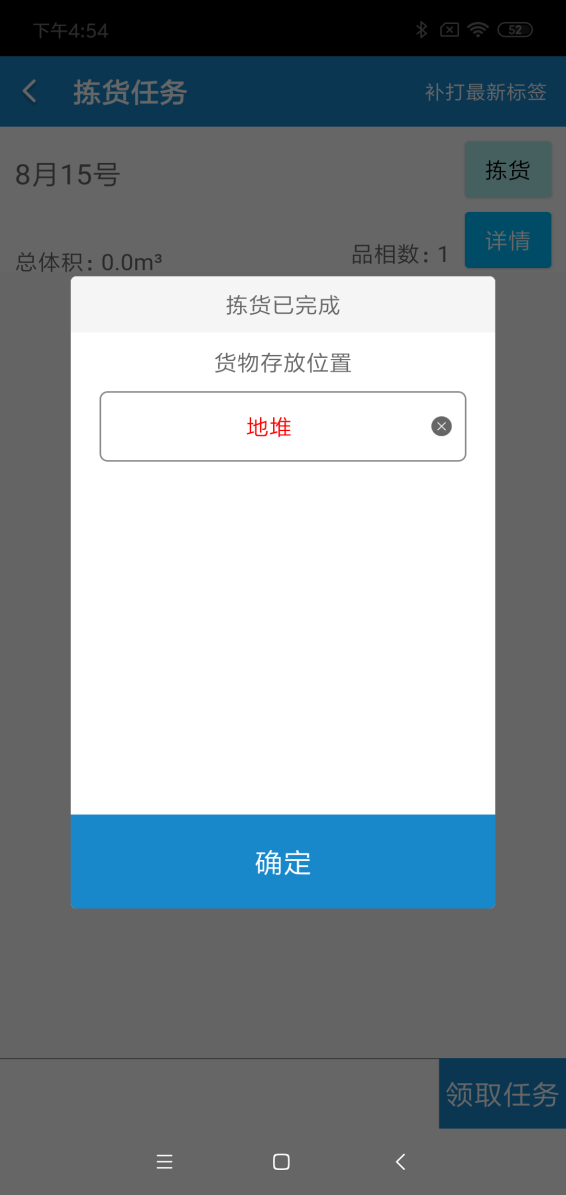 下午4:54
52
拣货任务
补打最新标签
8月15号
拣货
详情
总体积: 0.0m³
品相数: 1
拣货已完成
货物存放位置
地堆
确定
领取任务